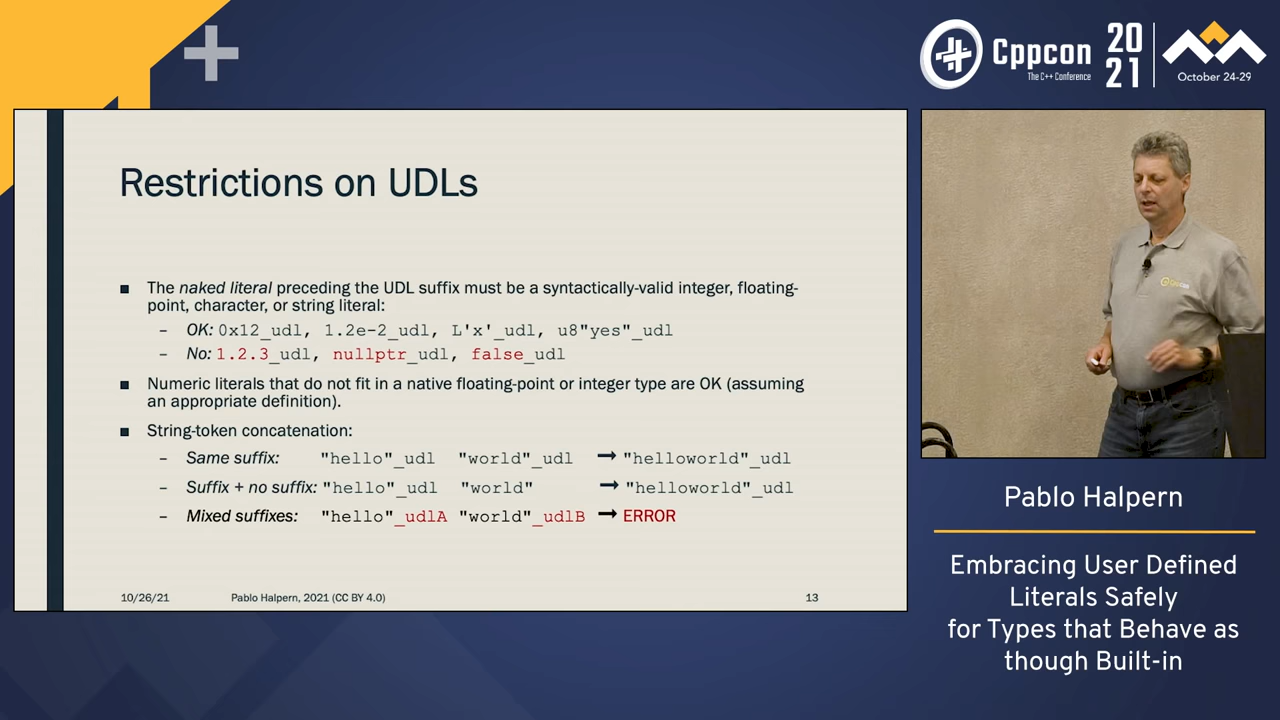 Cppcon
The C++ Conference
20
21
October 24-29
Restrictions on UDLs
■ The naked literal preceding the UDL suffix must be a syntactically-valid integer, floating-
point, character, or string literal:
– OK: 0x12_udl, 1.2e-2_udl, L'x'_udl, u8"yes"_udl
– No: 1.2.3_udl, nullptr_udl, false_udl
■ Numeric literals that do not fit in a native floating-point or integer type are OK (assuming
an appropriate definition).
■ String-token concatenation:
– Same suffix: "hello"_udl "world"_udl → "helloworld"_udl
– Suffix + no suffix: "hello"_udl "world" → "helloworld"_udl
– Mixed suffixes: "hello"_udlA "world"_udlB → ERROR
10/26/21 Pablo Halpern, 2021 (CC BY 4.0) 13
Pablo Halpern
Embracing User Defined
Literals Safely
for Types that Behave as
though Built-in